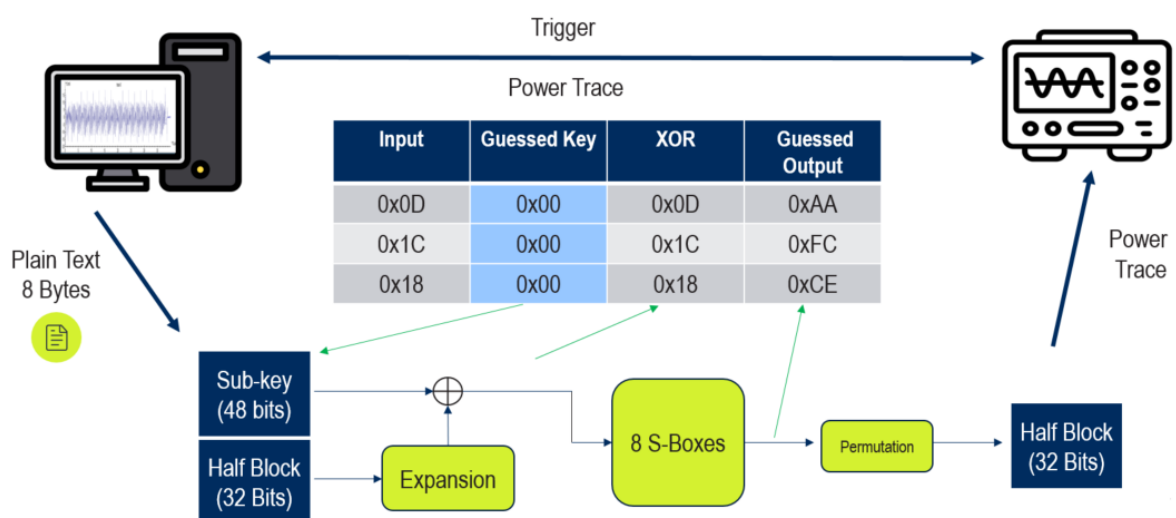 Trigger
Power Trace
Input Guessed Key XOR Guessed
Output
0x0D 0x00 0x0D 0xAA
0x1C 0x00 0x1C 0xFC
0x18 0x00 0x18 0xCE
Plain Text
8 Bytes
Power
Trace
Sub-key
(48 bits)
Half Block
(32 Bits)
Expansion
8 S-Boxes
Permutation
Half Block
(32 Bits)